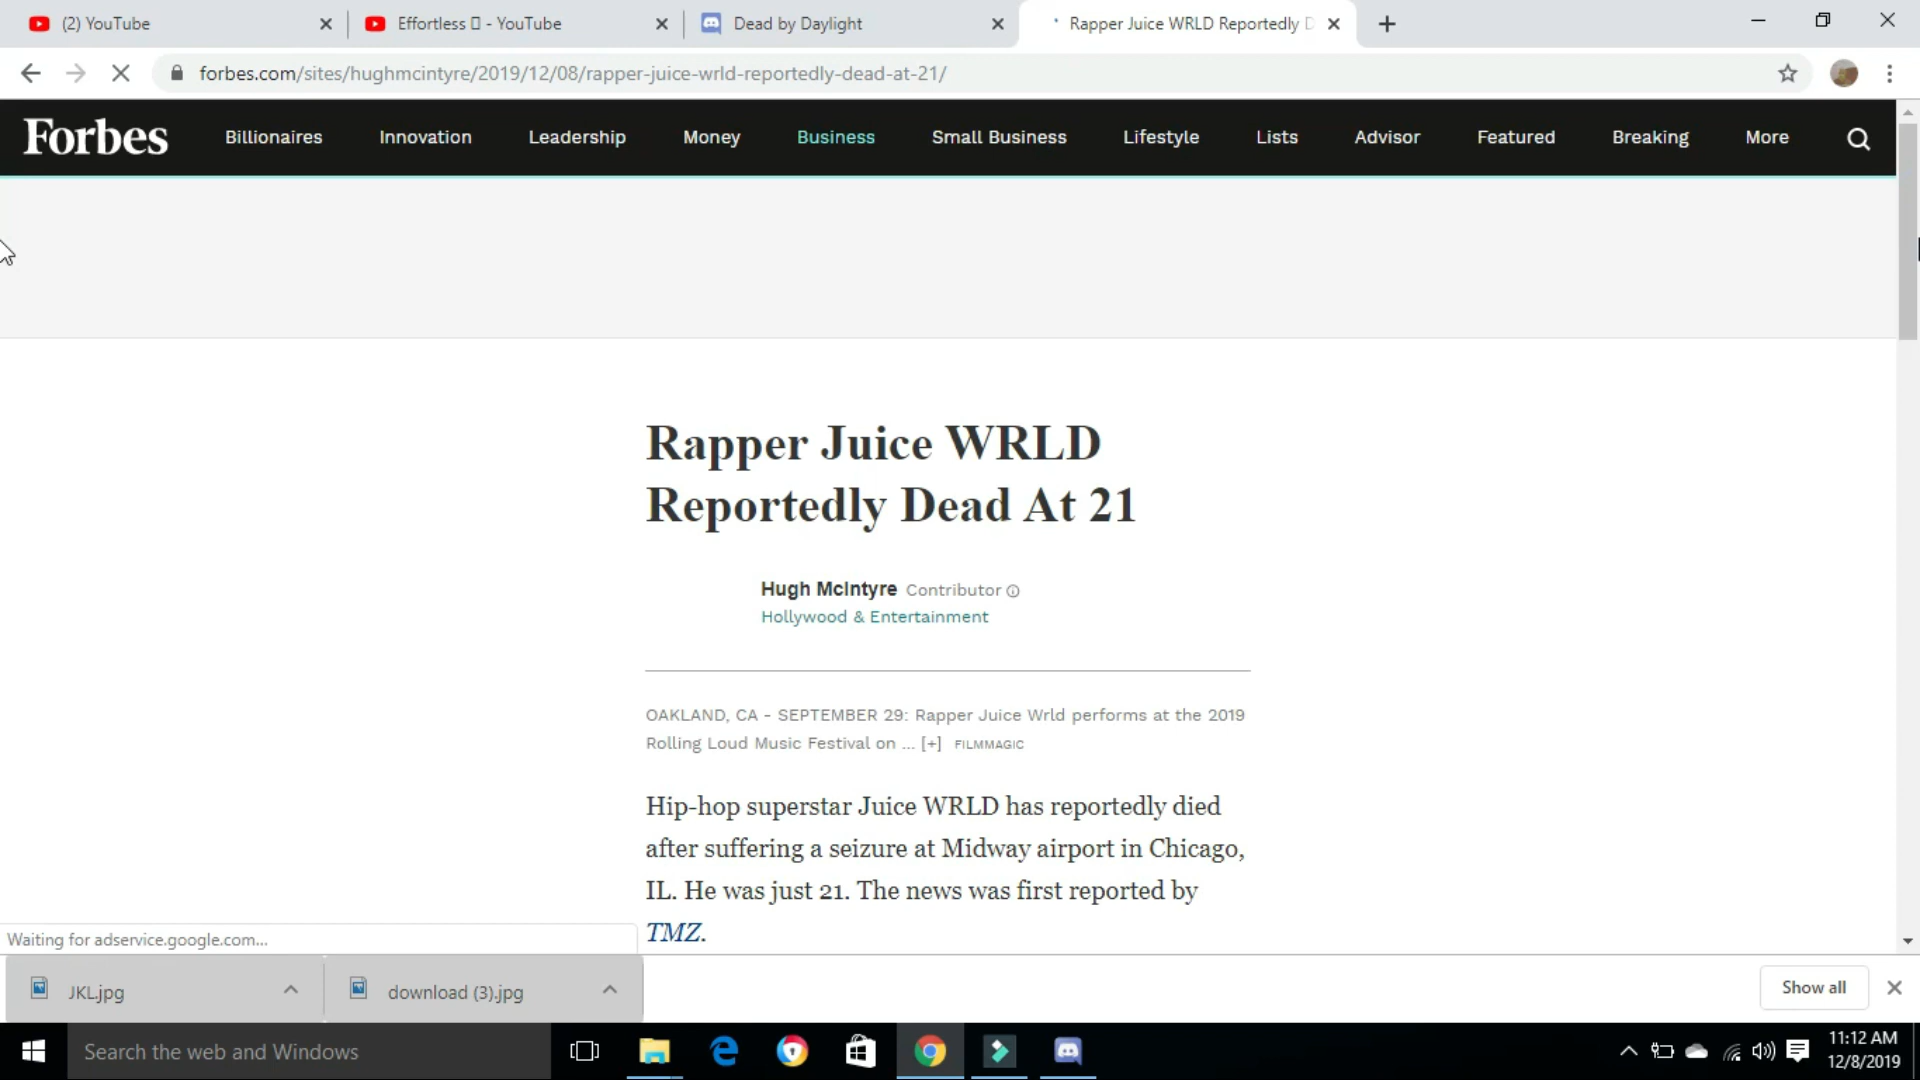 (2) YouTube
Effortless - YouTube
Dead by Daylight
Rapper Juice WRLD Reportedly D
forbes.com/sites/hughmcintyre/2019/12/08/rapper-juice-wrld-reportedly-dead-at-21/
Forbes Billionaires Innovation Leadership Money Business Small Business Lifestyle Lists Advisor Featured Breaking More
Rapper Juice WRLD
Reportedly Dead At 21
Hugh McIntyre Contributor
Hollywood & Entertainment
OAKLAND, CA - SEPTEMBER 29: Rapper Juice Wrld performs at the 2019
Rolling Loud Music Festival on ... [+] FILMMAGIC
Hip-hop superstar Juice WRLD has reportedly died
after suffering a seizure at Midway airport in Chicago,
IL. He was just 21. The news was first reported by
TMZ.
Waiting for adservice.google.com...
JKL.jpg
download (3).jpg
Show all
Search the web and Windows
11:12 AM
12/8/2019